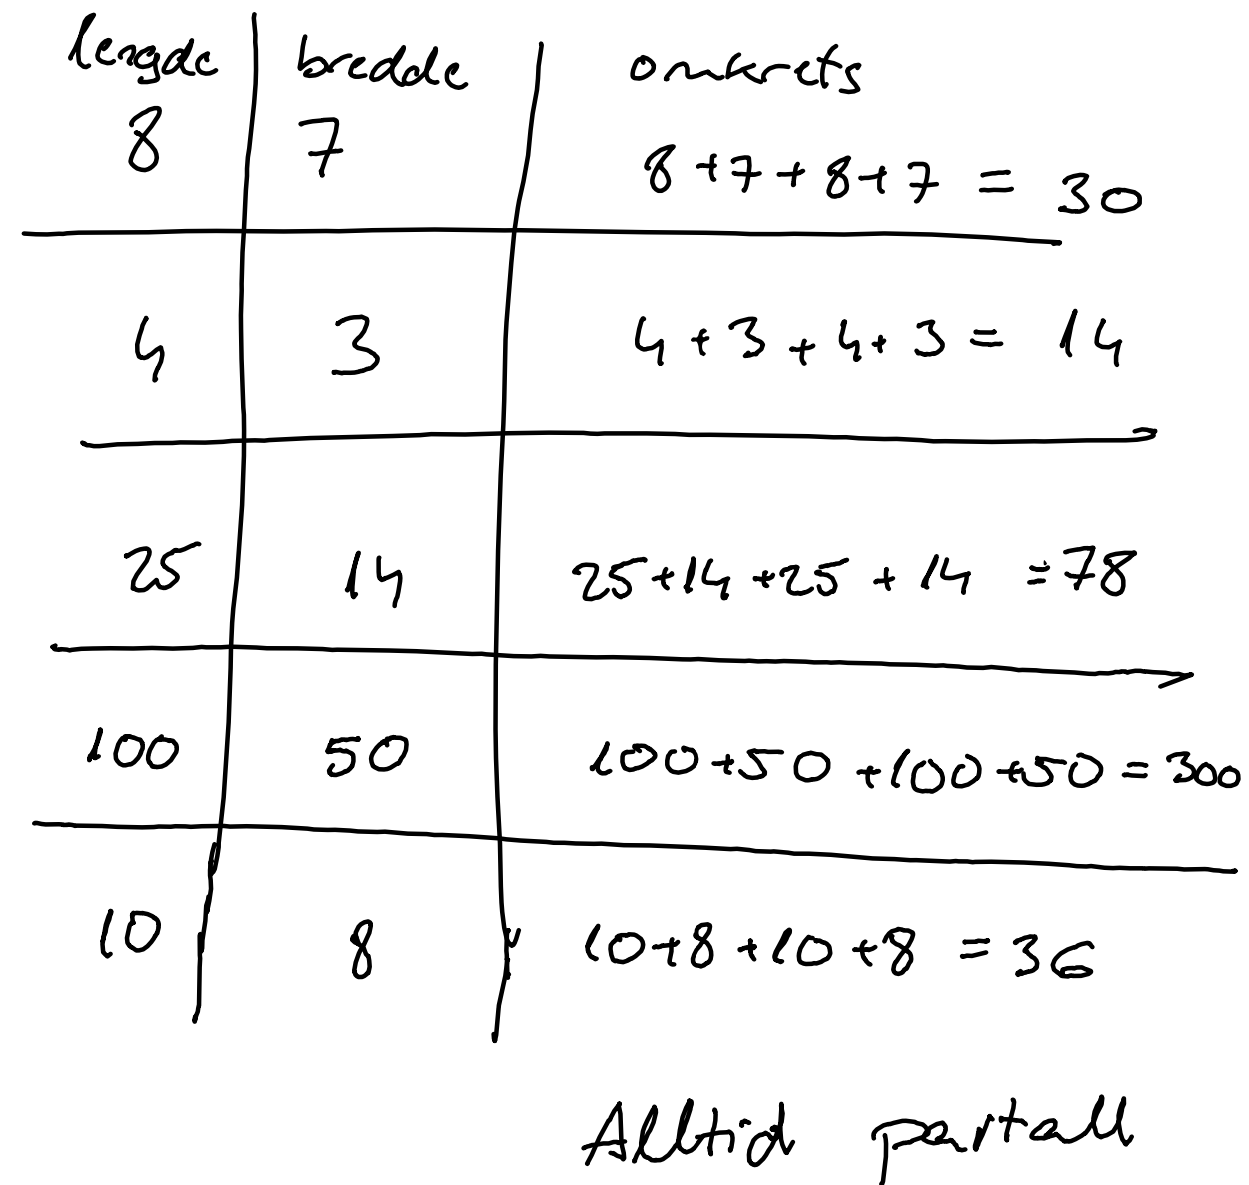 lengde bredde omkrets
8 7 8+7+8+7 = 30
4 3 4+3+4+3 = 14
25 14 25+14+25+14 = 78
100 50 100+50+100+50 = 300
10 8 10+8+10+8 = 36
Alltid partall